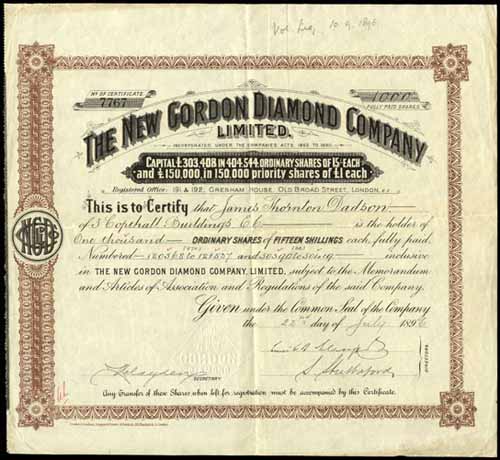 Vol. Liq. 10.9.1896
No OF CERTIFICATE
7767
1000
FULLY PAID SHARES.
THE NEW GORDON DIAMOND COMPANY
LIMITED.
INCORPORATED UNDER THE COMPANIES ACTS, 1862 TO 1890.
CAPITAL £303,408 IN 404,544 ORDINARY SHARES OF 15/- EACH
and £150,000, in 150,000 priority shares of £1 each
Registered Office: 191 & 192, GRESHAM HOUSE, OLD BROAD STREET, LONDON, E.C.
This is to Certify that James Thornton Dadson
of 3 Copthall Buildings E.C. is the holder of
One thousand ORDINARY SHARES of FIFTEEN SHILLINGS each, fully paid,
Numbered inclusive
in THE NEW GORDON DIAMOND COMPANY, LIMITED, subject to the Memorandum
and Articles of Association and Regulations of the said Company.
Given under the Common Seal of the Company
the 22nd day of July 1896
DIRECTORS
SECRETARY
Any Transfer of these Shares when left for registration must be accompanied by this Certificate.